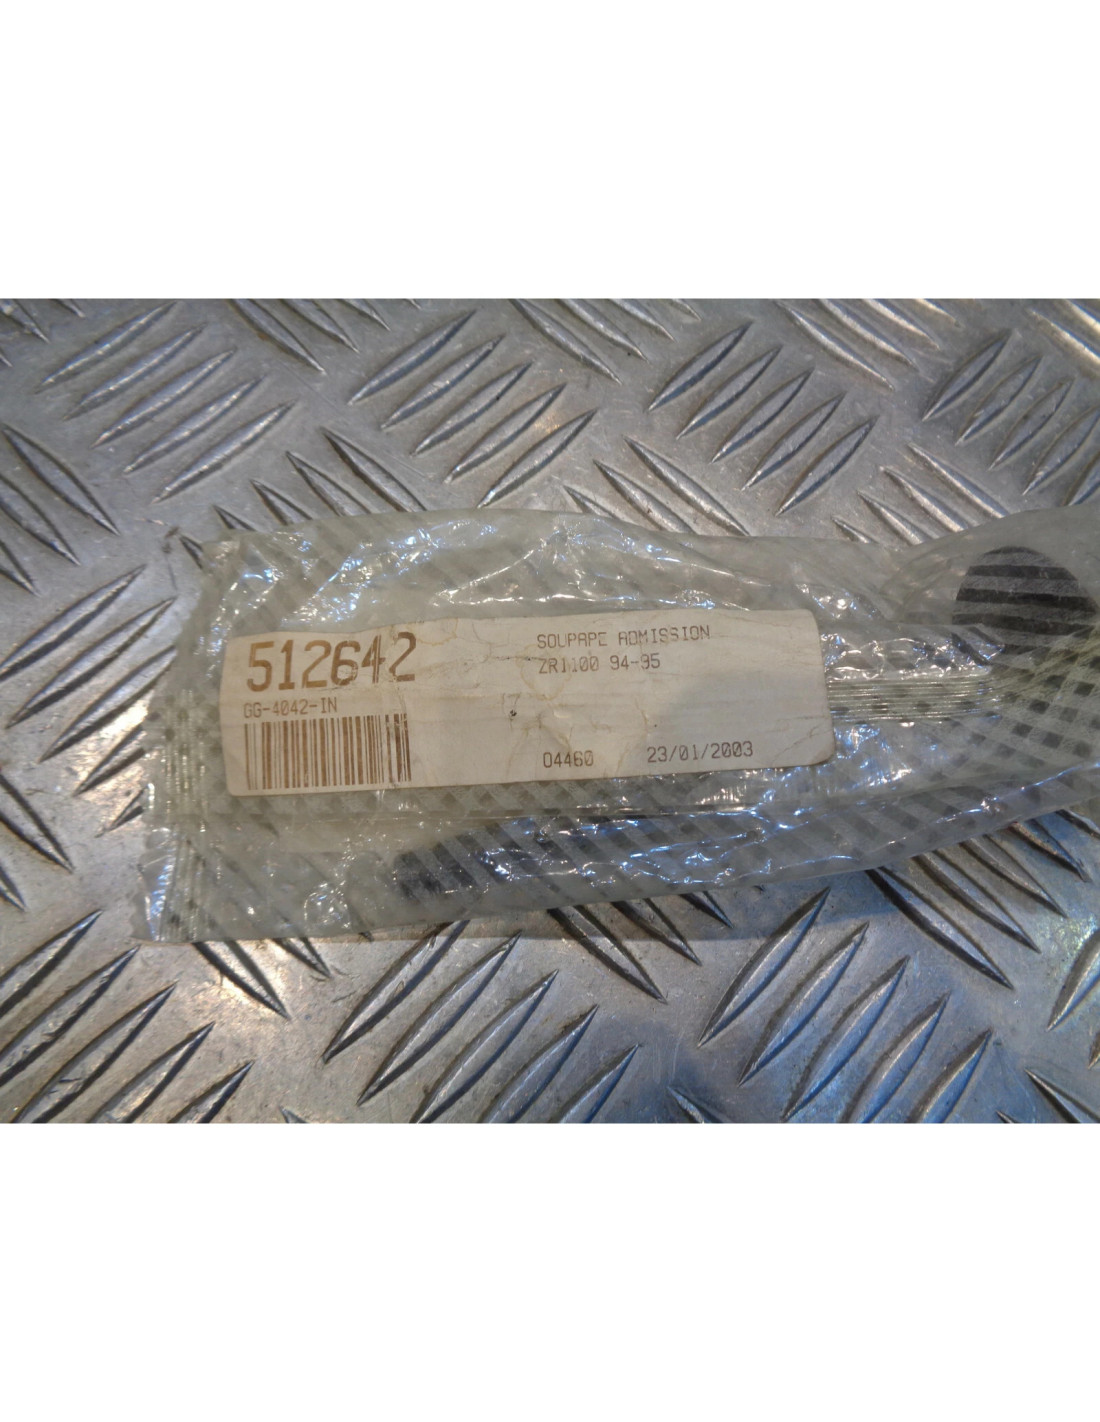 512642
GG-4042-IN
SOUPAPE ADMISSION
ZR1100 94-95
04460 23/01/2003